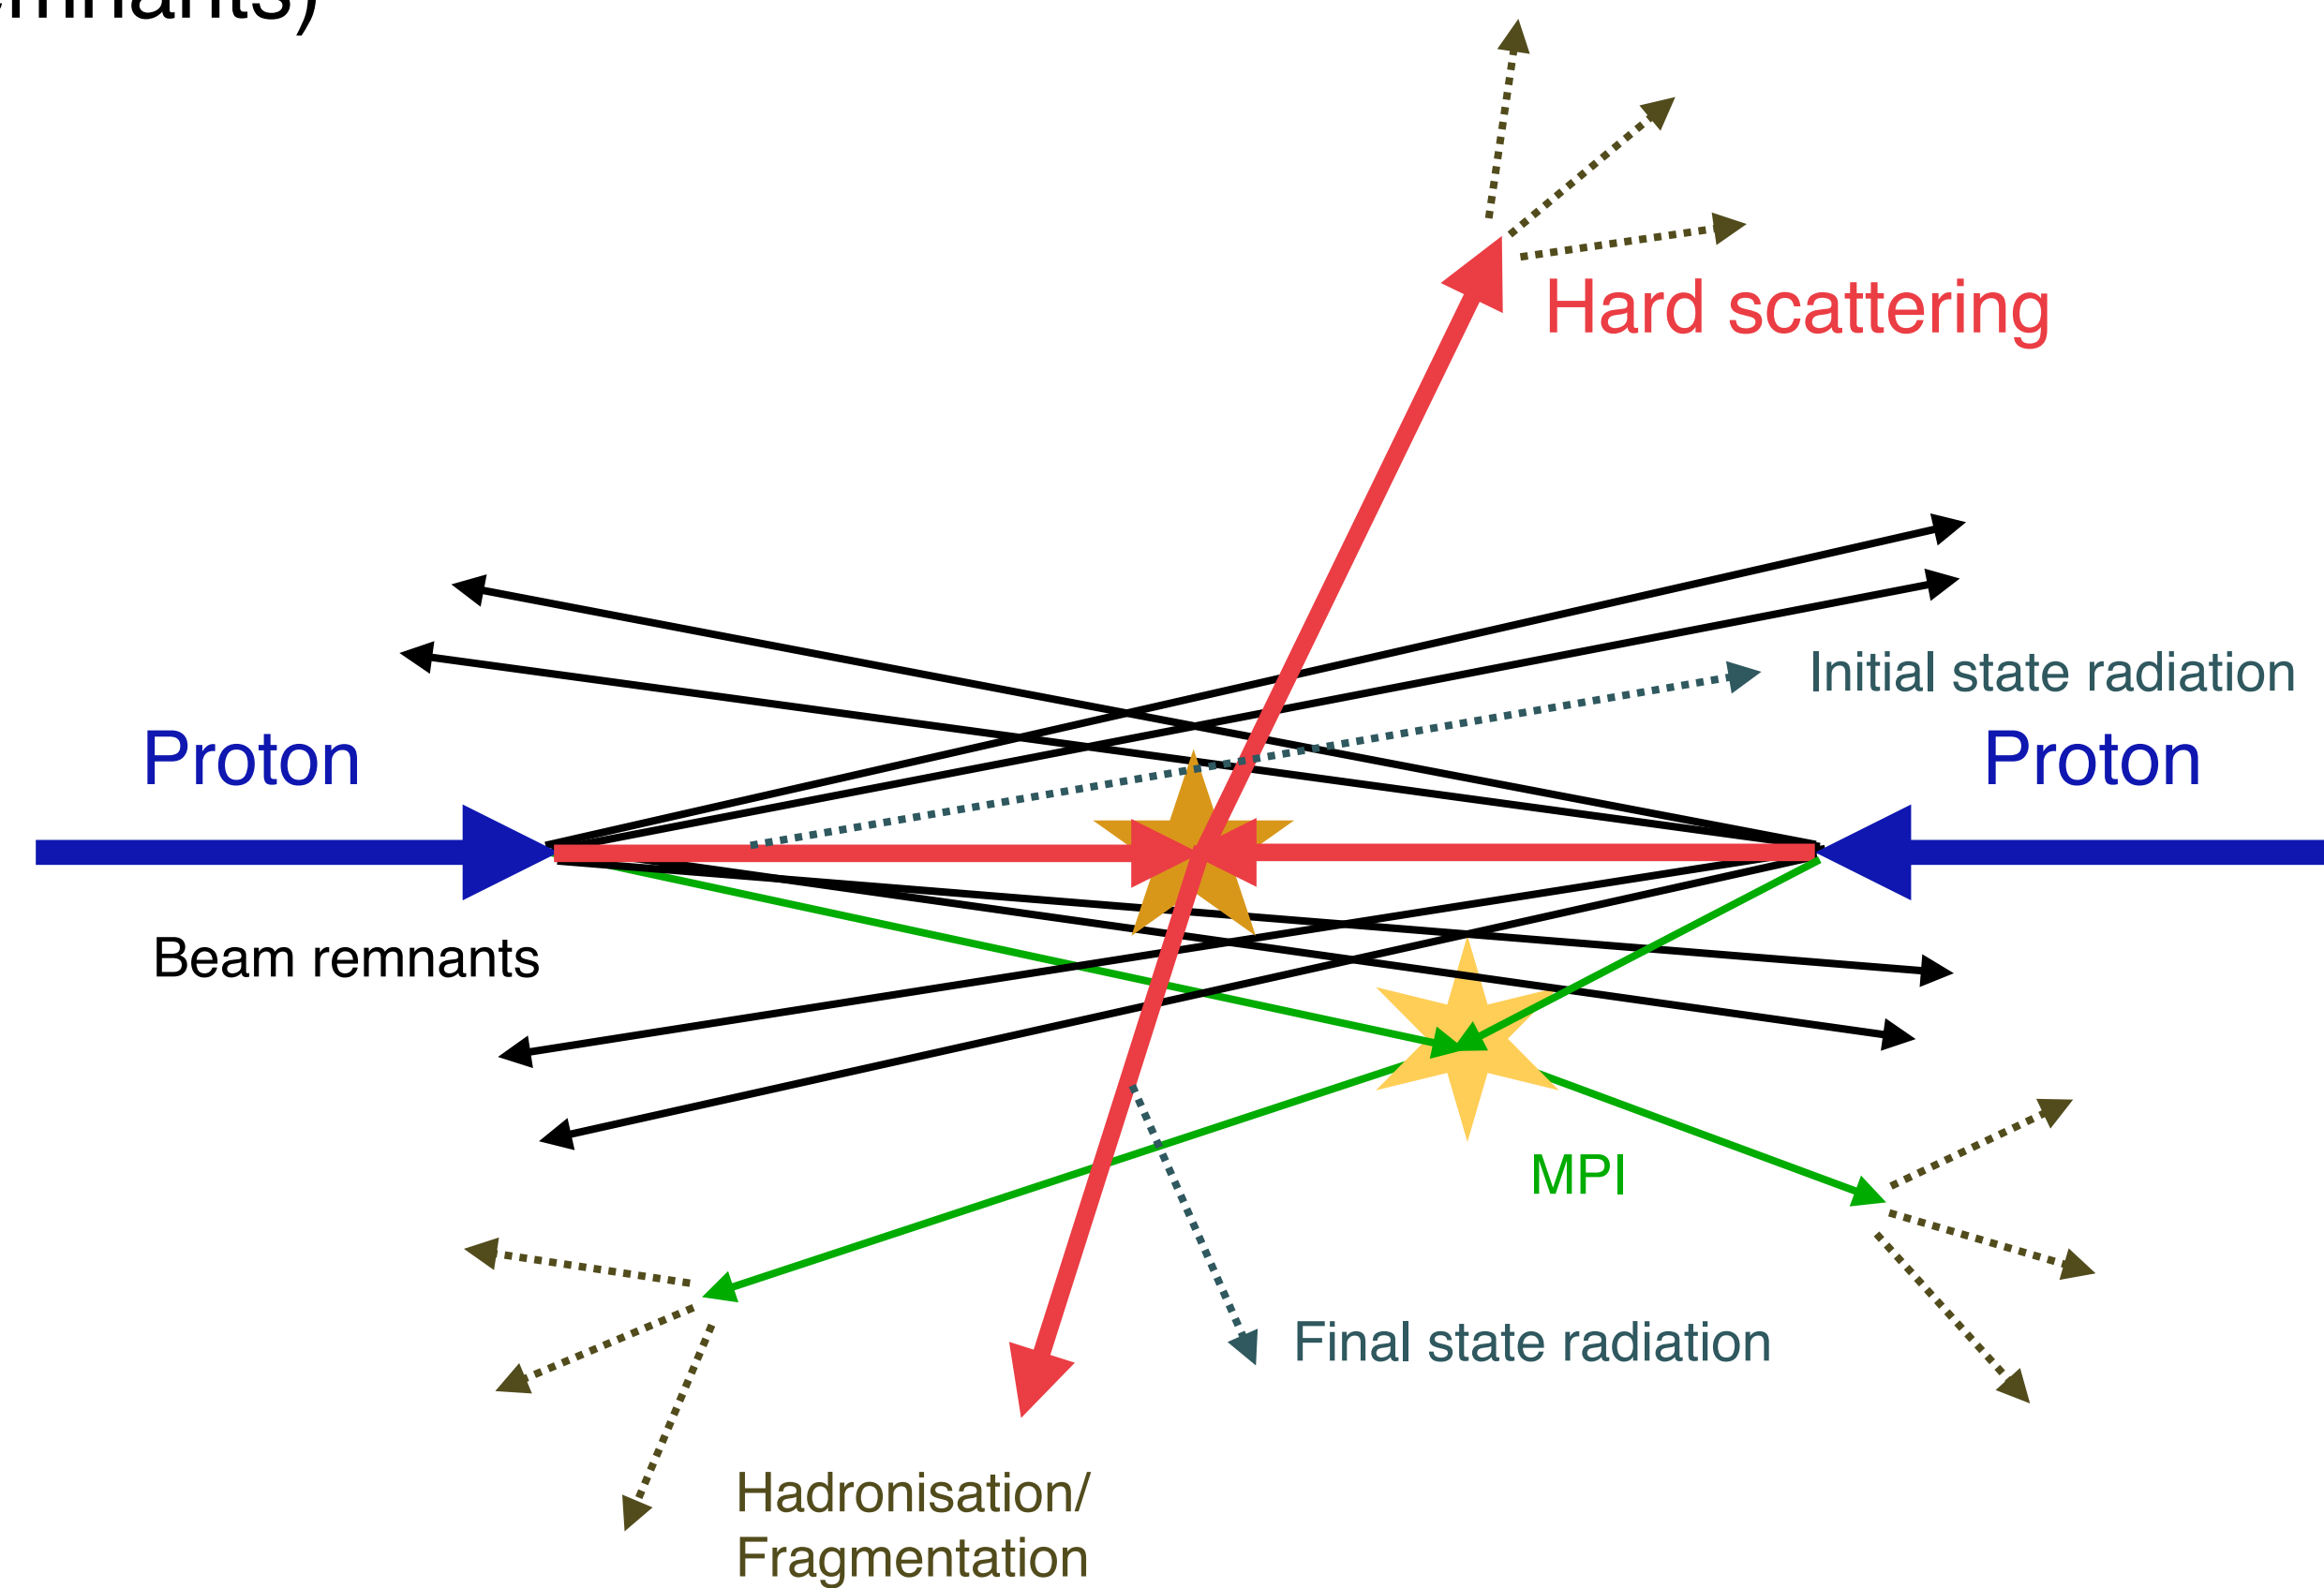 Hard scattering
Initial state radiation
Proton
Proton
Beam remnants
MPI
Final state radiation
Hadronisation/
Fragmentation